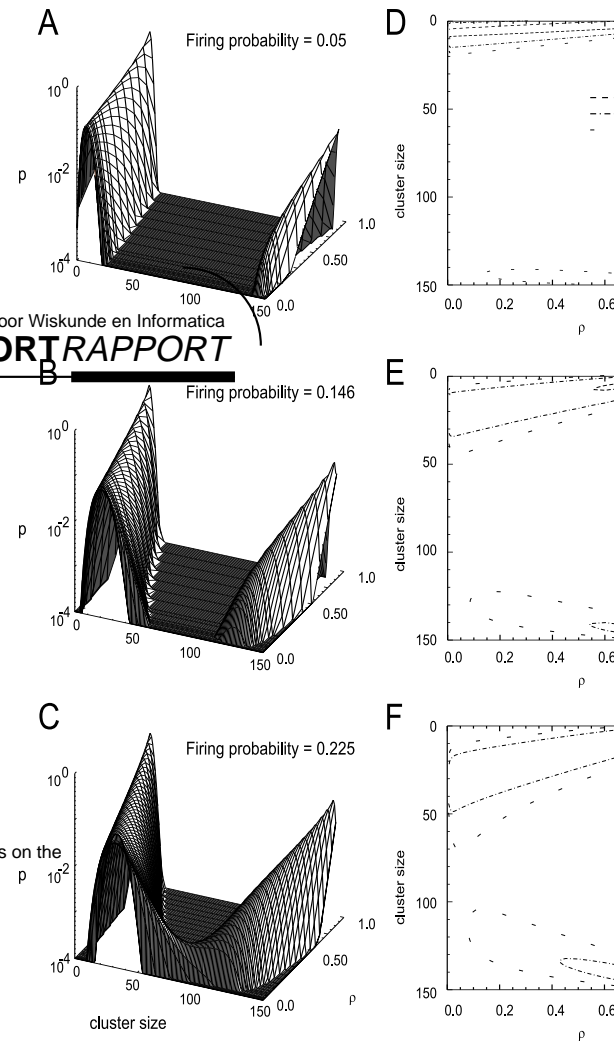 A
Firing probability = 0.05
10^0
10^-2
10^-4
p
0
50
100
150
0.0
0.50
1.0
D
0
50
100
150
cluster size
0.0
0.2
0.4
0.6
ρ
oor Wiskunde en Informatica
ORTRAPPORT
B
Firing probability = 0.146
10^0
10^-2
10^-4
p
0
50
100
150
0.0
0.50
1.0
E
0
50
100
150
cluster size
0.0
0.2
0.4
0.6
ρ
C
Firing probability = 0.225
10^0
10^-2
10^-4
s on the
p
0
50
100
150
cluster size
0.0
0.50
1.0
ρ
F
0
50
100
150
cluster size
0.0
0.2
0.4
0.6
ρ